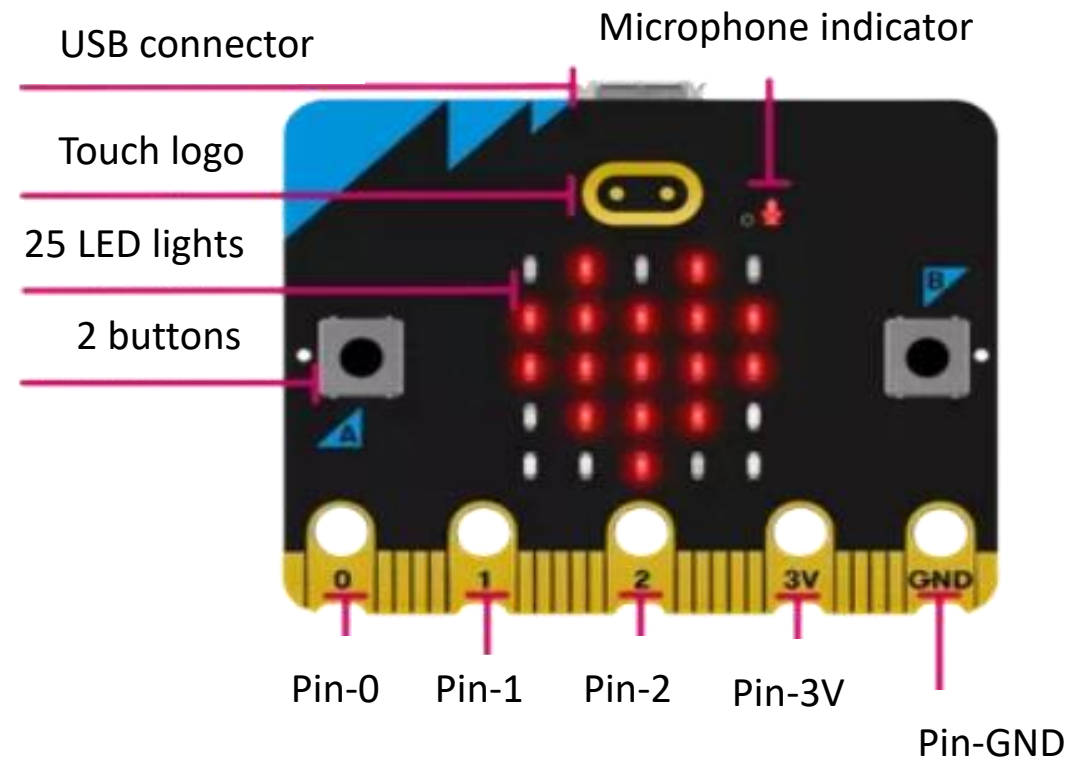 USB connector
Microphone indicator
Touch logo
25 LED lights
2 buttons
B
A
0
1
2
3V
GND
Pin-0
Pin-1
Pin-2
Pin-3V
Pin-GND